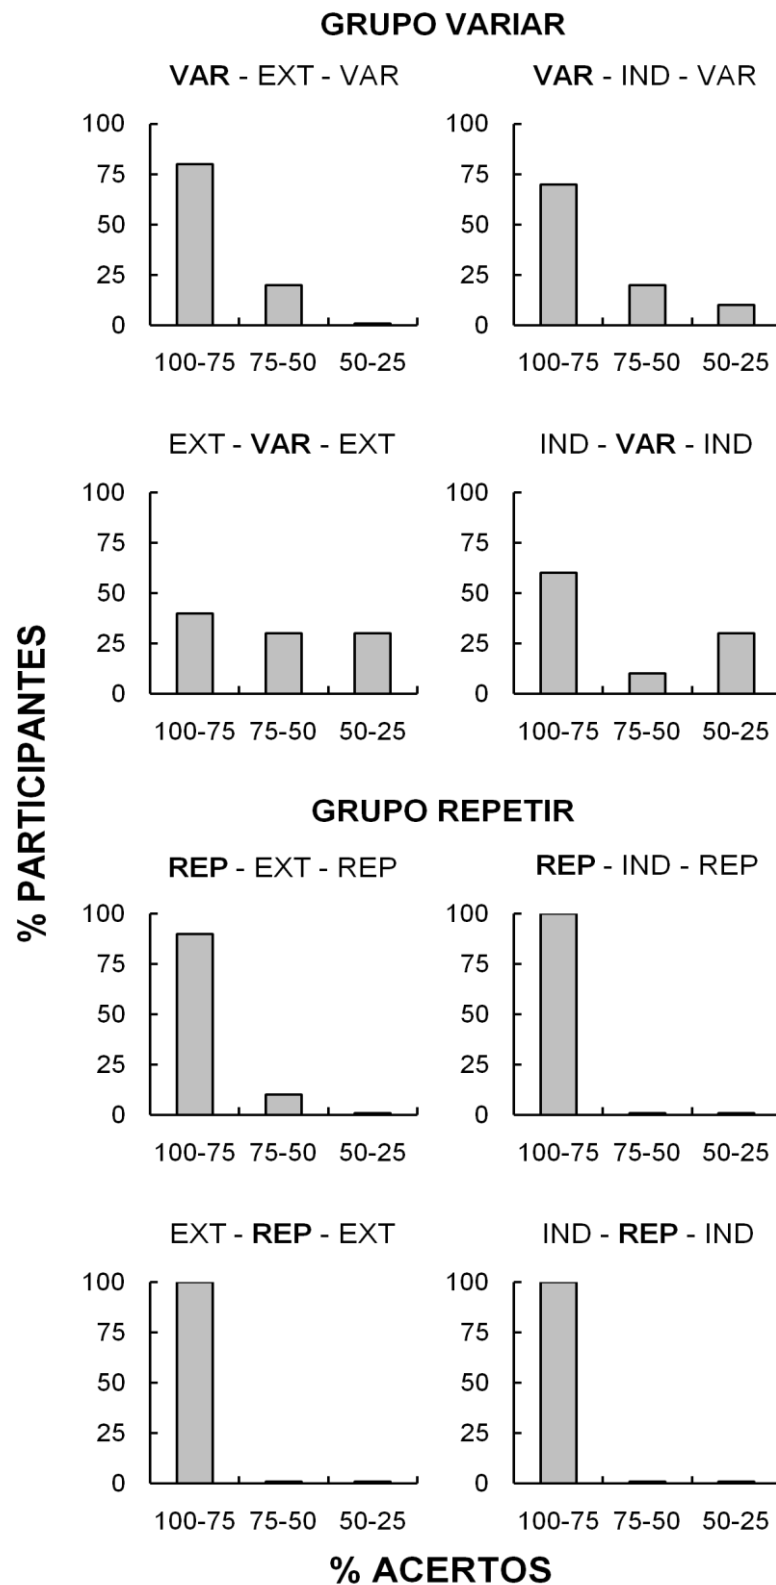 GRUPO VARIAR
VAR - EXT - VAR
100
75
50
25
0
100-75 75-50 50-25
VAR - IND - VAR
100
75
50
25
0
100-75 75-50 50-25
EXT - VAR - EXT
100
75
50
25
0
100-75 75-50 50-25
IND - VAR - IND
100
75
50
25
0
100-75 75-50 50-25
% PARTICIPANTES
GRUPO REPETIR
REP - EXT - REP
100
75
50
25
0
100-75 75-50 50-25
REP - IND - REP
100
75
50
25
0
100-75 75-50 50-25
EXT - REP - EXT
100
75
50
25
0
100-75 75-50 50-25
IND - REP - IND
100
75
50
25
0
100-75 75-50 50-25
% ACERTOS